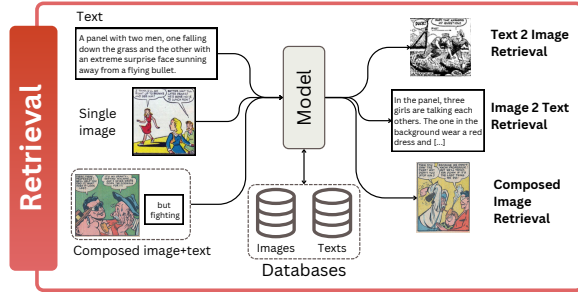 Retrieval
Text
A panel with two men, one falling
down the grass and the other with
an extreme surprise face sunning
away from a flying bullet.
Single
image
but
fighting
Composed image+text
Model
Images
Texts
Databases
Text 2 Image
Retrieval
In the panel, three
girls are talking each
others. The one in the
background wear a red
dress and [...]
Image 2 Text
Retrieval
Composed
Image
Retrieval